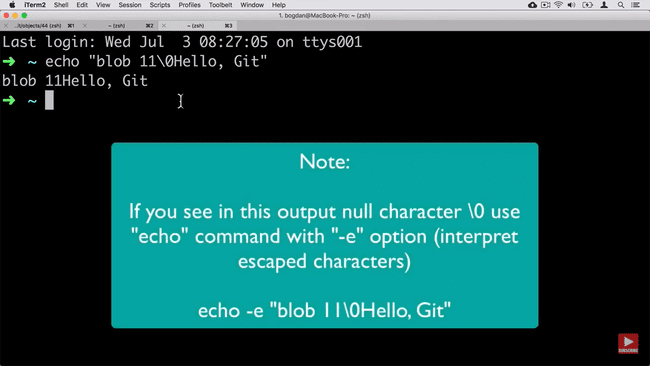 iTerm2 Shell Edit View Session Scripts Profiles Toolbelt Window Help
1. bogdan@MacBook-Pro: ~ (zsh)
../objects/44 (zsh) ⌘1 ~ (zsh) ⌘2 ~ (zsh) ⌘3
Last login: Wed Jul  3 08:27:05 on ttys001
➜ ~ echo "blob 11\0Hello, Git"
blob 11Hello, Git
➜ ~
Note:
If you see in this output null character \0 use
"echo" command with "-e" option (interpret
escaped characters)
echo -e "blob 11\0Hello, Git"
SUBSCRIBE